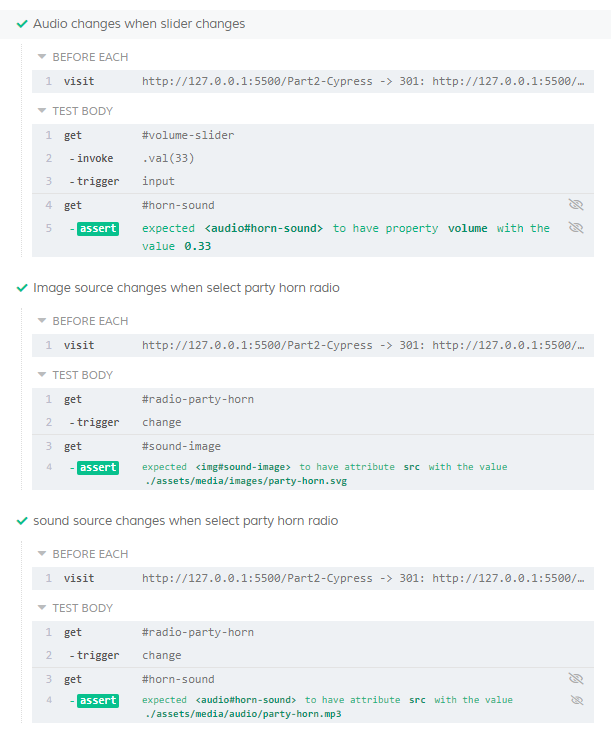 Audio changes when slider changes
BEFORE EACH
1 visit http://127.0.0.1:5500/Part2-Cypress -> 301: http://127.0.0.1:5500/…
TEST BODY
1 get #volume-slider
2 -invoke .val(33)
3 -trigger input
4 get #horn-sound
5 -assert expected <audio#horn-sound> to have property volume with the
value 0.33
Image source changes when select party horn radio
BEFORE EACH
1 visit http://127.0.0.1:5500/Part2-Cypress -> 301: http://127.0.0.1:5500/…
TEST BODY
1 get #radio-party-horn
2 -trigger change
3 get #sound-image
4 -assert expected <img#sound-image> to have attribute src with the value
./assets/media/images/party-horn.svg
sound source changes when select party horn radio
BEFORE EACH
1 visit http://127.0.0.1:5500/Part2-Cypress -> 301: http://127.0.0.1:5500/…
TEST BODY
1 get #radio-party-horn
2 -trigger change
3 get #horn-sound
4 -assert expected <audio#horn-sound> to have attribute src with the value
./assets/media/audio/party-horn.mp3